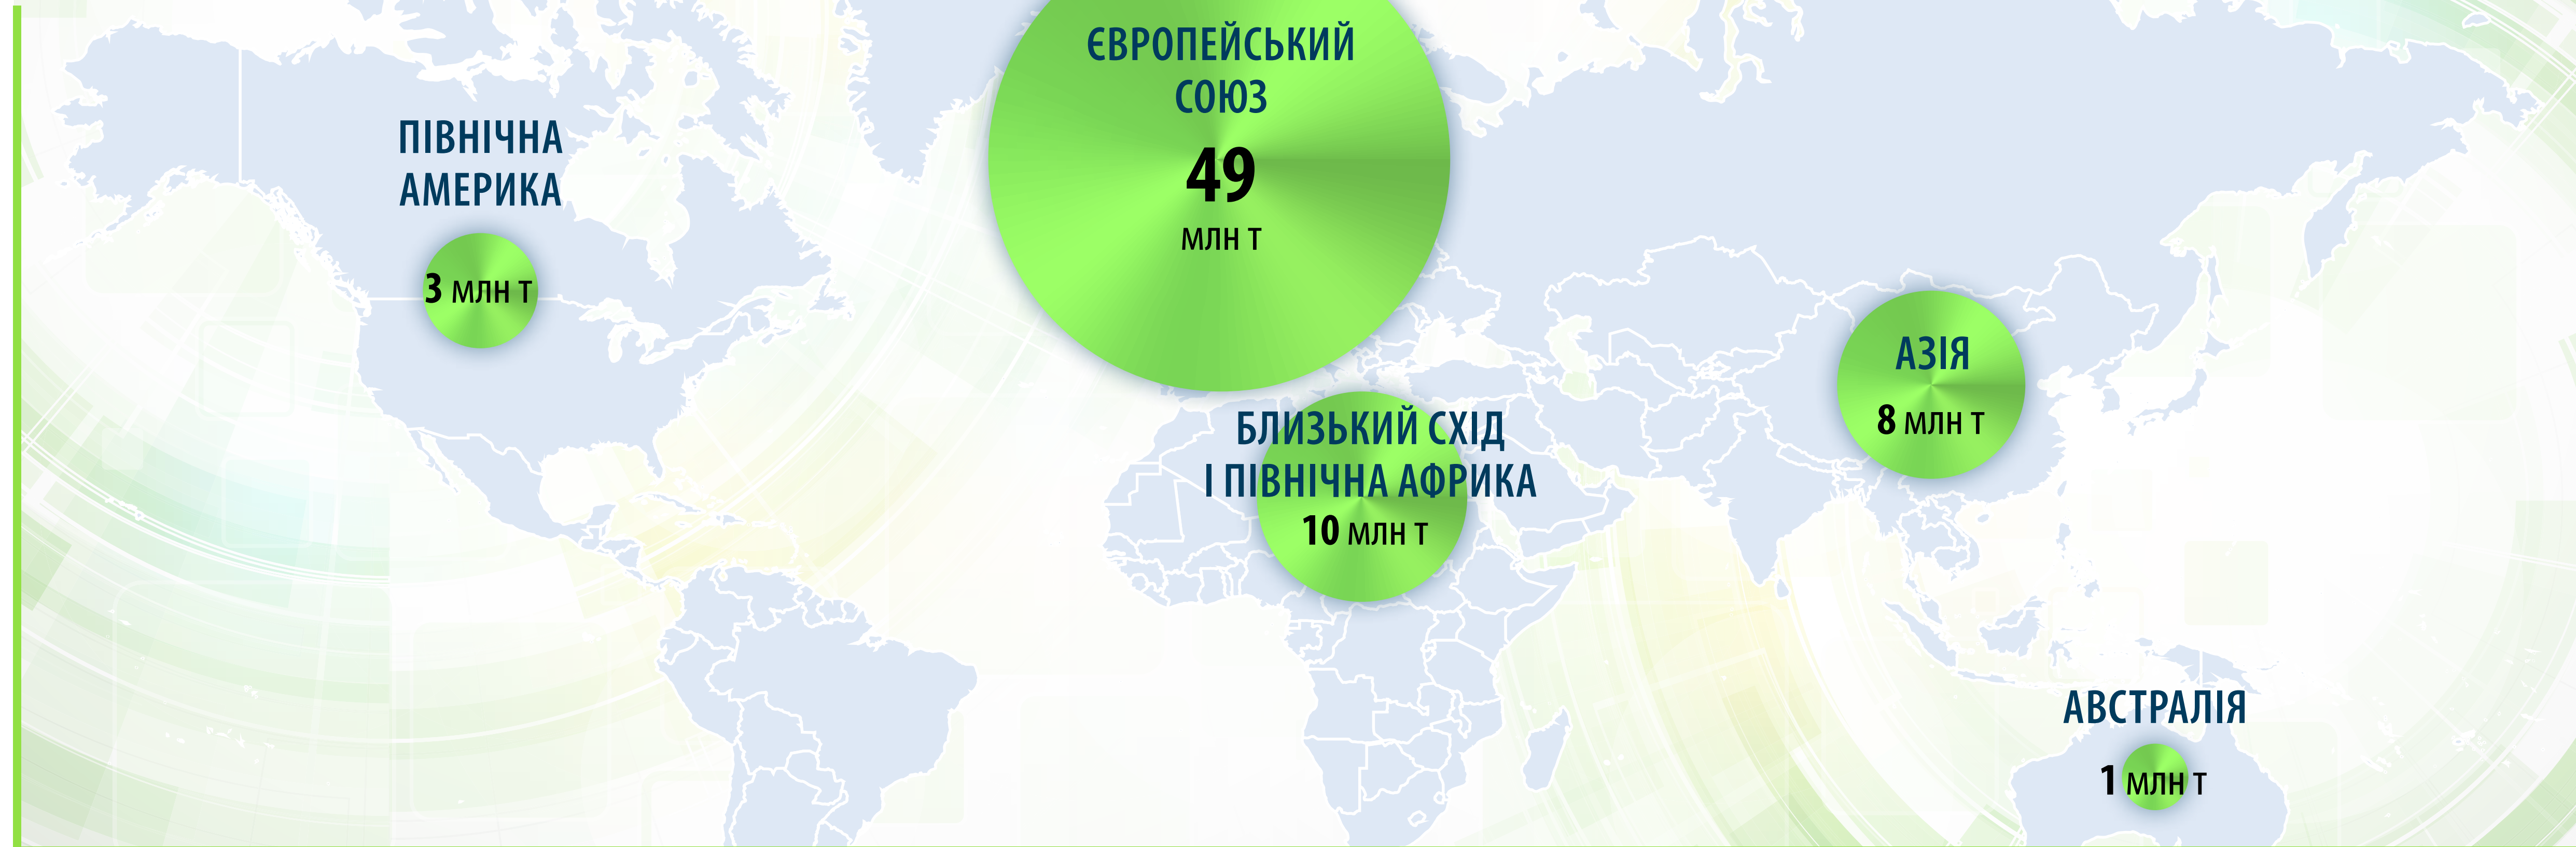 ЄВРОПЕЙСЬКИЙ
СОЮЗ
49
МЛН Т
ПІВНІЧНА
АМЕРИКА
3 МЛН Т
АЗІЯ
8 МЛН Т
БЛИЗЬКИЙ СХІД
І ПІВНІЧНА АФРИКА
10 МЛН Т
АВСТРАЛІЯ
1 МЛН Т